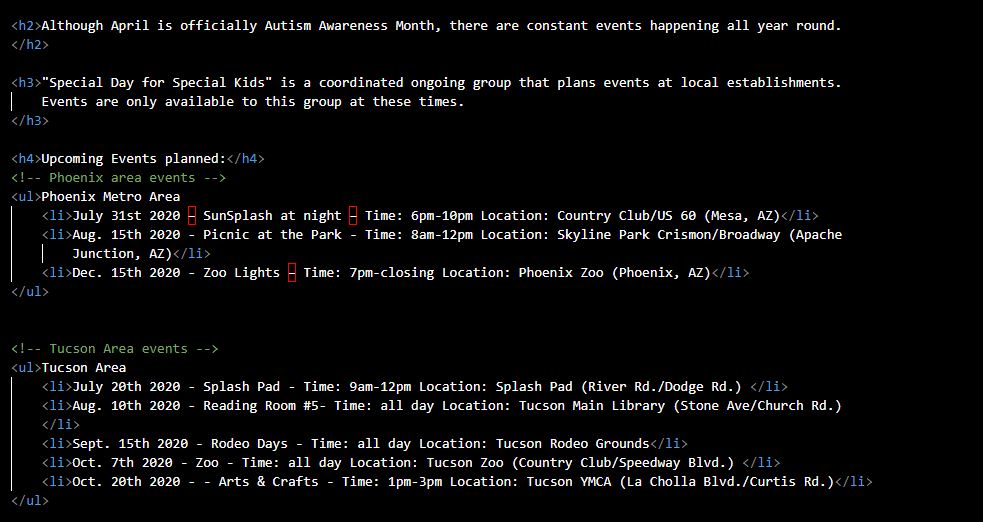 <h2>Although April is officially Autism Awareness Month, there are constant events happening all year round.
</h2>
<h3>"Special Day for Special Kids" is a coordinated ongoing group that plans events at local establishments.
Events are only available to this group at these times.
</h3>
<h4>Upcoming Events planned:</h4>
<!-- Phoenix area events -->
<ul>Phoenix Metro Area
<li>July 31st 2020 – SunSplash at night – Time: 6pm-10pm Location: Country Club/US 60 (Mesa, AZ)</li>
<li>Aug. 15th 2020 - Picnic at the Park - Time: 8am-12pm Location: Skyline Park Crismon/Broadway (Apache
Junction, AZ)</li>
<li>Dec. 15th 2020 - Zoo Lights – Time: 7pm-closing Location: Phoenix Zoo (Phoenix, AZ)</li>
</ul>
<!-- Tucson Area events -->
<ul>Tucson Area
<li>July 20th 2020 - Splash Pad - Time: 9am-12pm Location: Splash Pad (River Rd./Dodge Rd.) </li>
<li>Aug. 10th 2020 - Reading Room #5- Time: all day Location: Tucson Main Library (Stone Ave/Church Rd.)
</li>
<li>Sept. 15th 2020 - Rodeo Days - Time: all day Location: Tucson Rodeo Grounds</li>
<li>Oct. 7th 2020 - Zoo - Time: all day Location: Tucson Zoo (Country Club/Speedway Blvd.) </li>
<li>Oct. 20th 2020 - - Arts & Crafts - Time: 1pm-3pm Location: Tucson YMCA (La Cholla Blvd./Curtis Rd.)</li>
</ul>